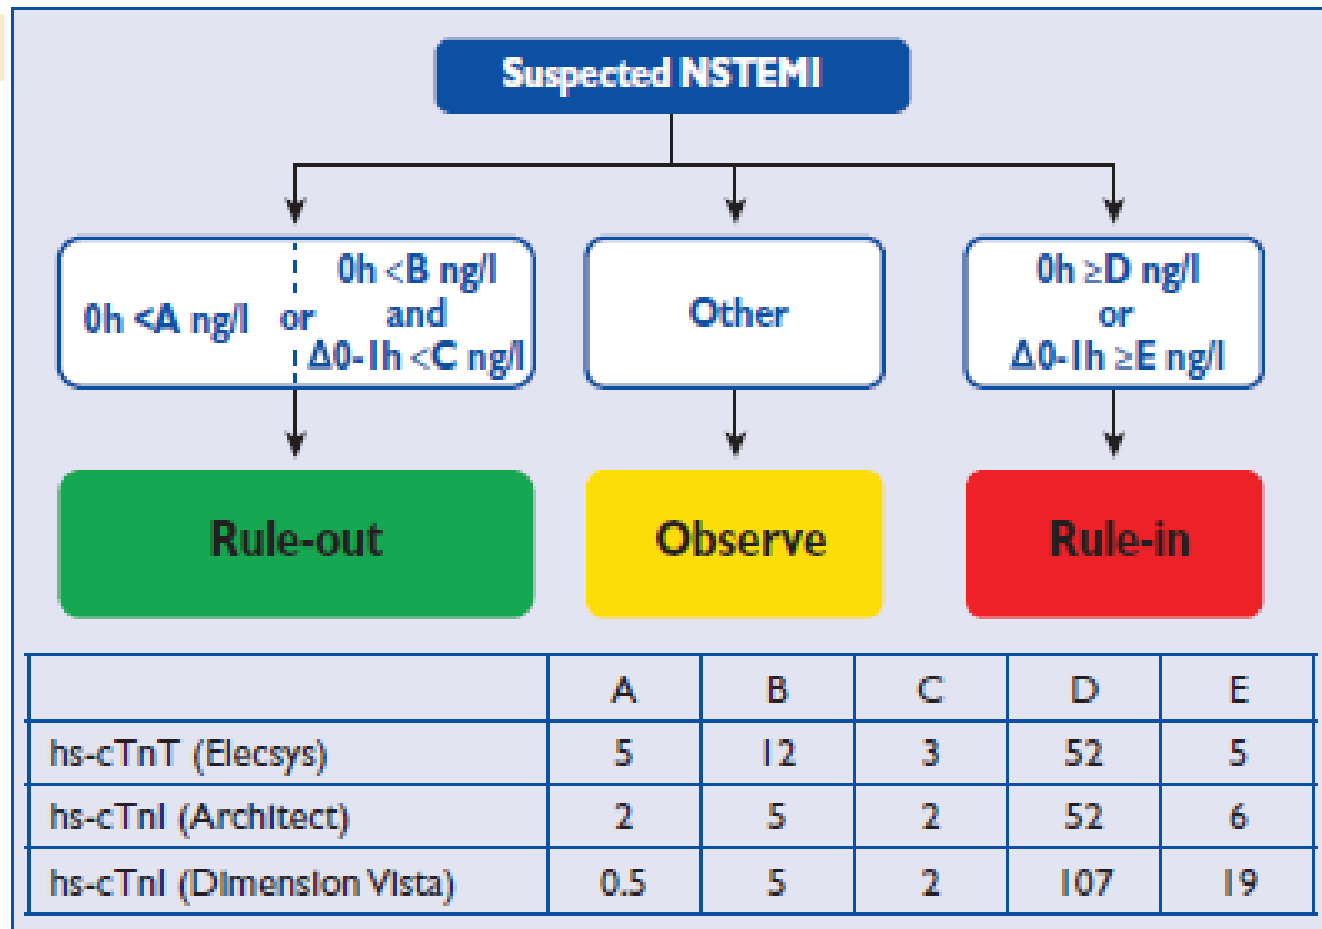 Suspected NSTEMI
0h <A ng/l or
0h <B ng/l
and
Δ0-1h <C ng/l
Other
0h ≥D ng/l
or
Δ0-1h ≥E ng/l
Rule-out
Observe
Rule-in
A B C D E
hs-cTnT (Elecsys) 5 12 3 52 5
hs-cTnI (Architect) 2 5 2 52 6
hs-cTnI (Dimension Vista) 0.5 5 2 107 19